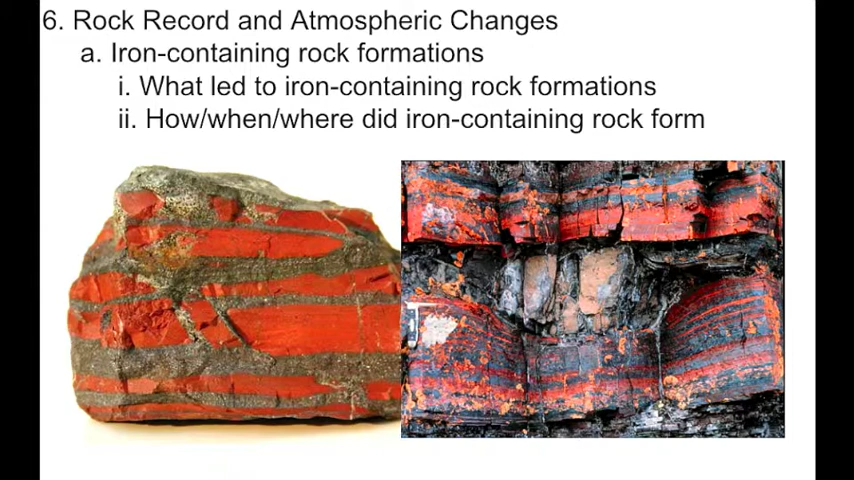 6. Rock Record and Atmospheric Changes
a. Iron-containing rock formations
i. What led to iron-containing rock formations
ii. How/when/where did iron-containing rock form